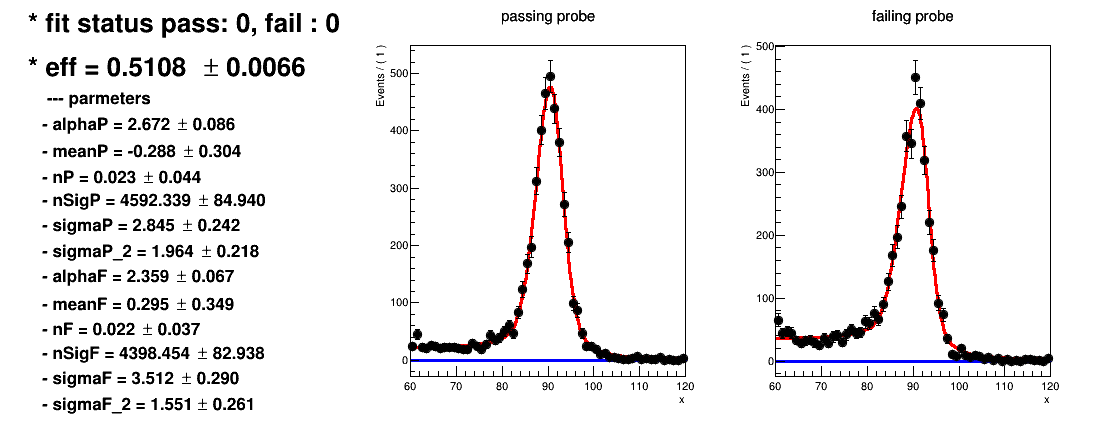 * fit status pass: 0, fail : 0
* eff = 0.5108 ± 0.0066
--- parmeters
- alphaP = 2.672 ± 0.086
- meanP = -0.288 ± 0.304
- nP = 0.023 ± 0.044
- nSigP = 4592.339 ± 84.940
- sigmaP = 2.845 ± 0.242
- sigmaP_2 = 1.964 ± 0.218
- alphaF = 2.359 ± 0.067
- meanF = 0.295 ± 0.349
- nF = 0.022 ± 0.037
- nSigF = 4398.454 ± 82.938
- sigmaF = 3.512 ± 0.290
- sigmaF_2 = 1.551 ± 0.261
passing probe
Events / ( 1 )
500
400
300
200
100
0
60 70 80 90 100 110 120
x
failing probe
Events / ( 1 )
500
400
300
200
100
0
60 70 80 90 100 110 120
x